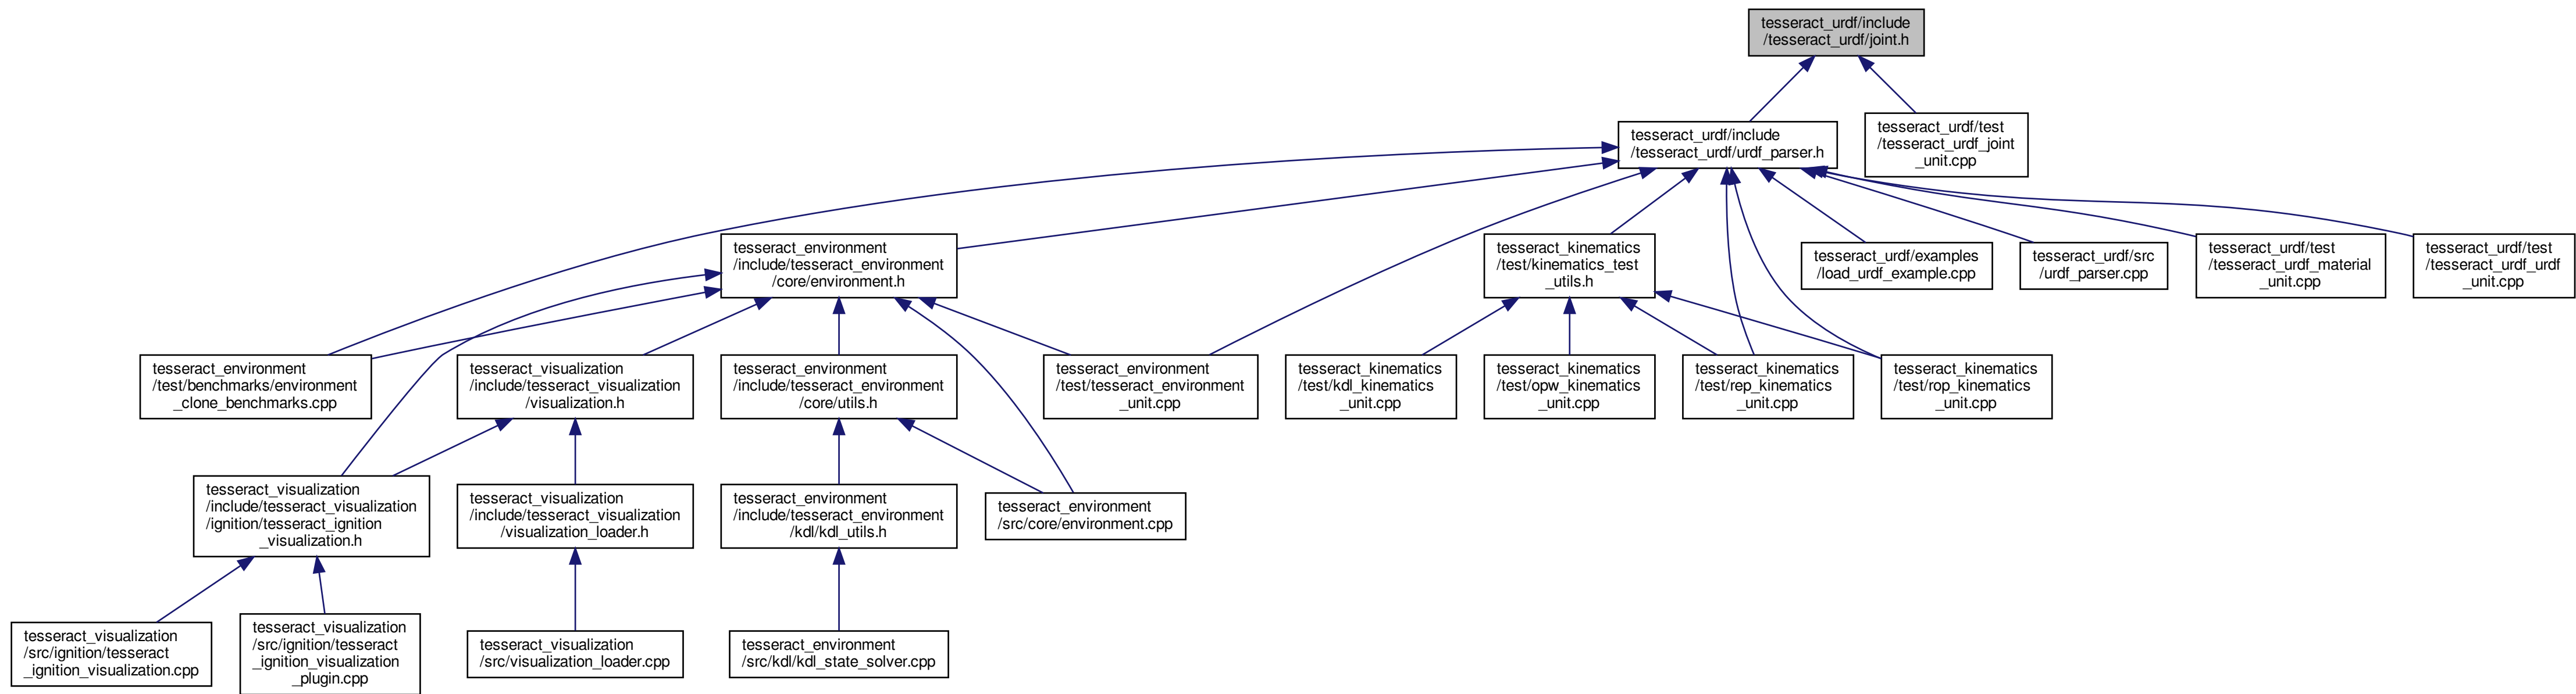 tesseract_urdf/include
/tesseract_urdf/joint.h
tesseract_urdf/include
/tesseract_urdf/urdf_parser.h
tesseract_urdf/test
/tesseract_urdf_joint
_unit.cpp
tesseract_environment
/include/tesseract_environment
/core/environment.h
tesseract_kinematics
/test/kinematics_test
_utils.h
tesseract_urdf/examples
/load_urdf_example.cpp
tesseract_urdf/src
/urdf_parser.cpp
tesseract_urdf/test
/tesseract_urdf_material
_unit.cpp
tesseract_urdf/test
/tesseract_urdf_urdf
_unit.cpp
tesseract_environment
/test/benchmarks/environment
_clone_benchmarks.cpp
tesseract_visualization
/include/tesseract_visualization
/visualization.h
tesseract_environment
/include/tesseract_environment
/core/utils.h
tesseract_environment
/test/tesseract_environment
_unit.cpp
tesseract_kinematics
/test/kdl_kinematics
_unit.cpp
tesseract_kinematics
/test/opw_kinematics
_unit.cpp
tesseract_kinematics
/test/rep_kinematics
_unit.cpp
tesseract_kinematics
/test/rop_kinematics
_unit.cpp
tesseract_visualization
/include/tesseract_visualization
/ignition/tesseract_ignition
_visualization.h
tesseract_visualization
/include/tesseract_visualization
/visualization_loader.h
tesseract_environment
/include/tesseract_environment
/kdl/kdl_utils.h
tesseract_environment
/src/core/environment.cpp
tesseract_visualization
/src/ignition/tesseract
_ignition_visualization.cpp
tesseract_visualization
/src/ignition/tesseract
_ignition_visualization
_plugin.cpp
tesseract_visualization
/src/visualization_loader.cpp
tesseract_environment
/src/kdl/kdl_state_solver.cpp